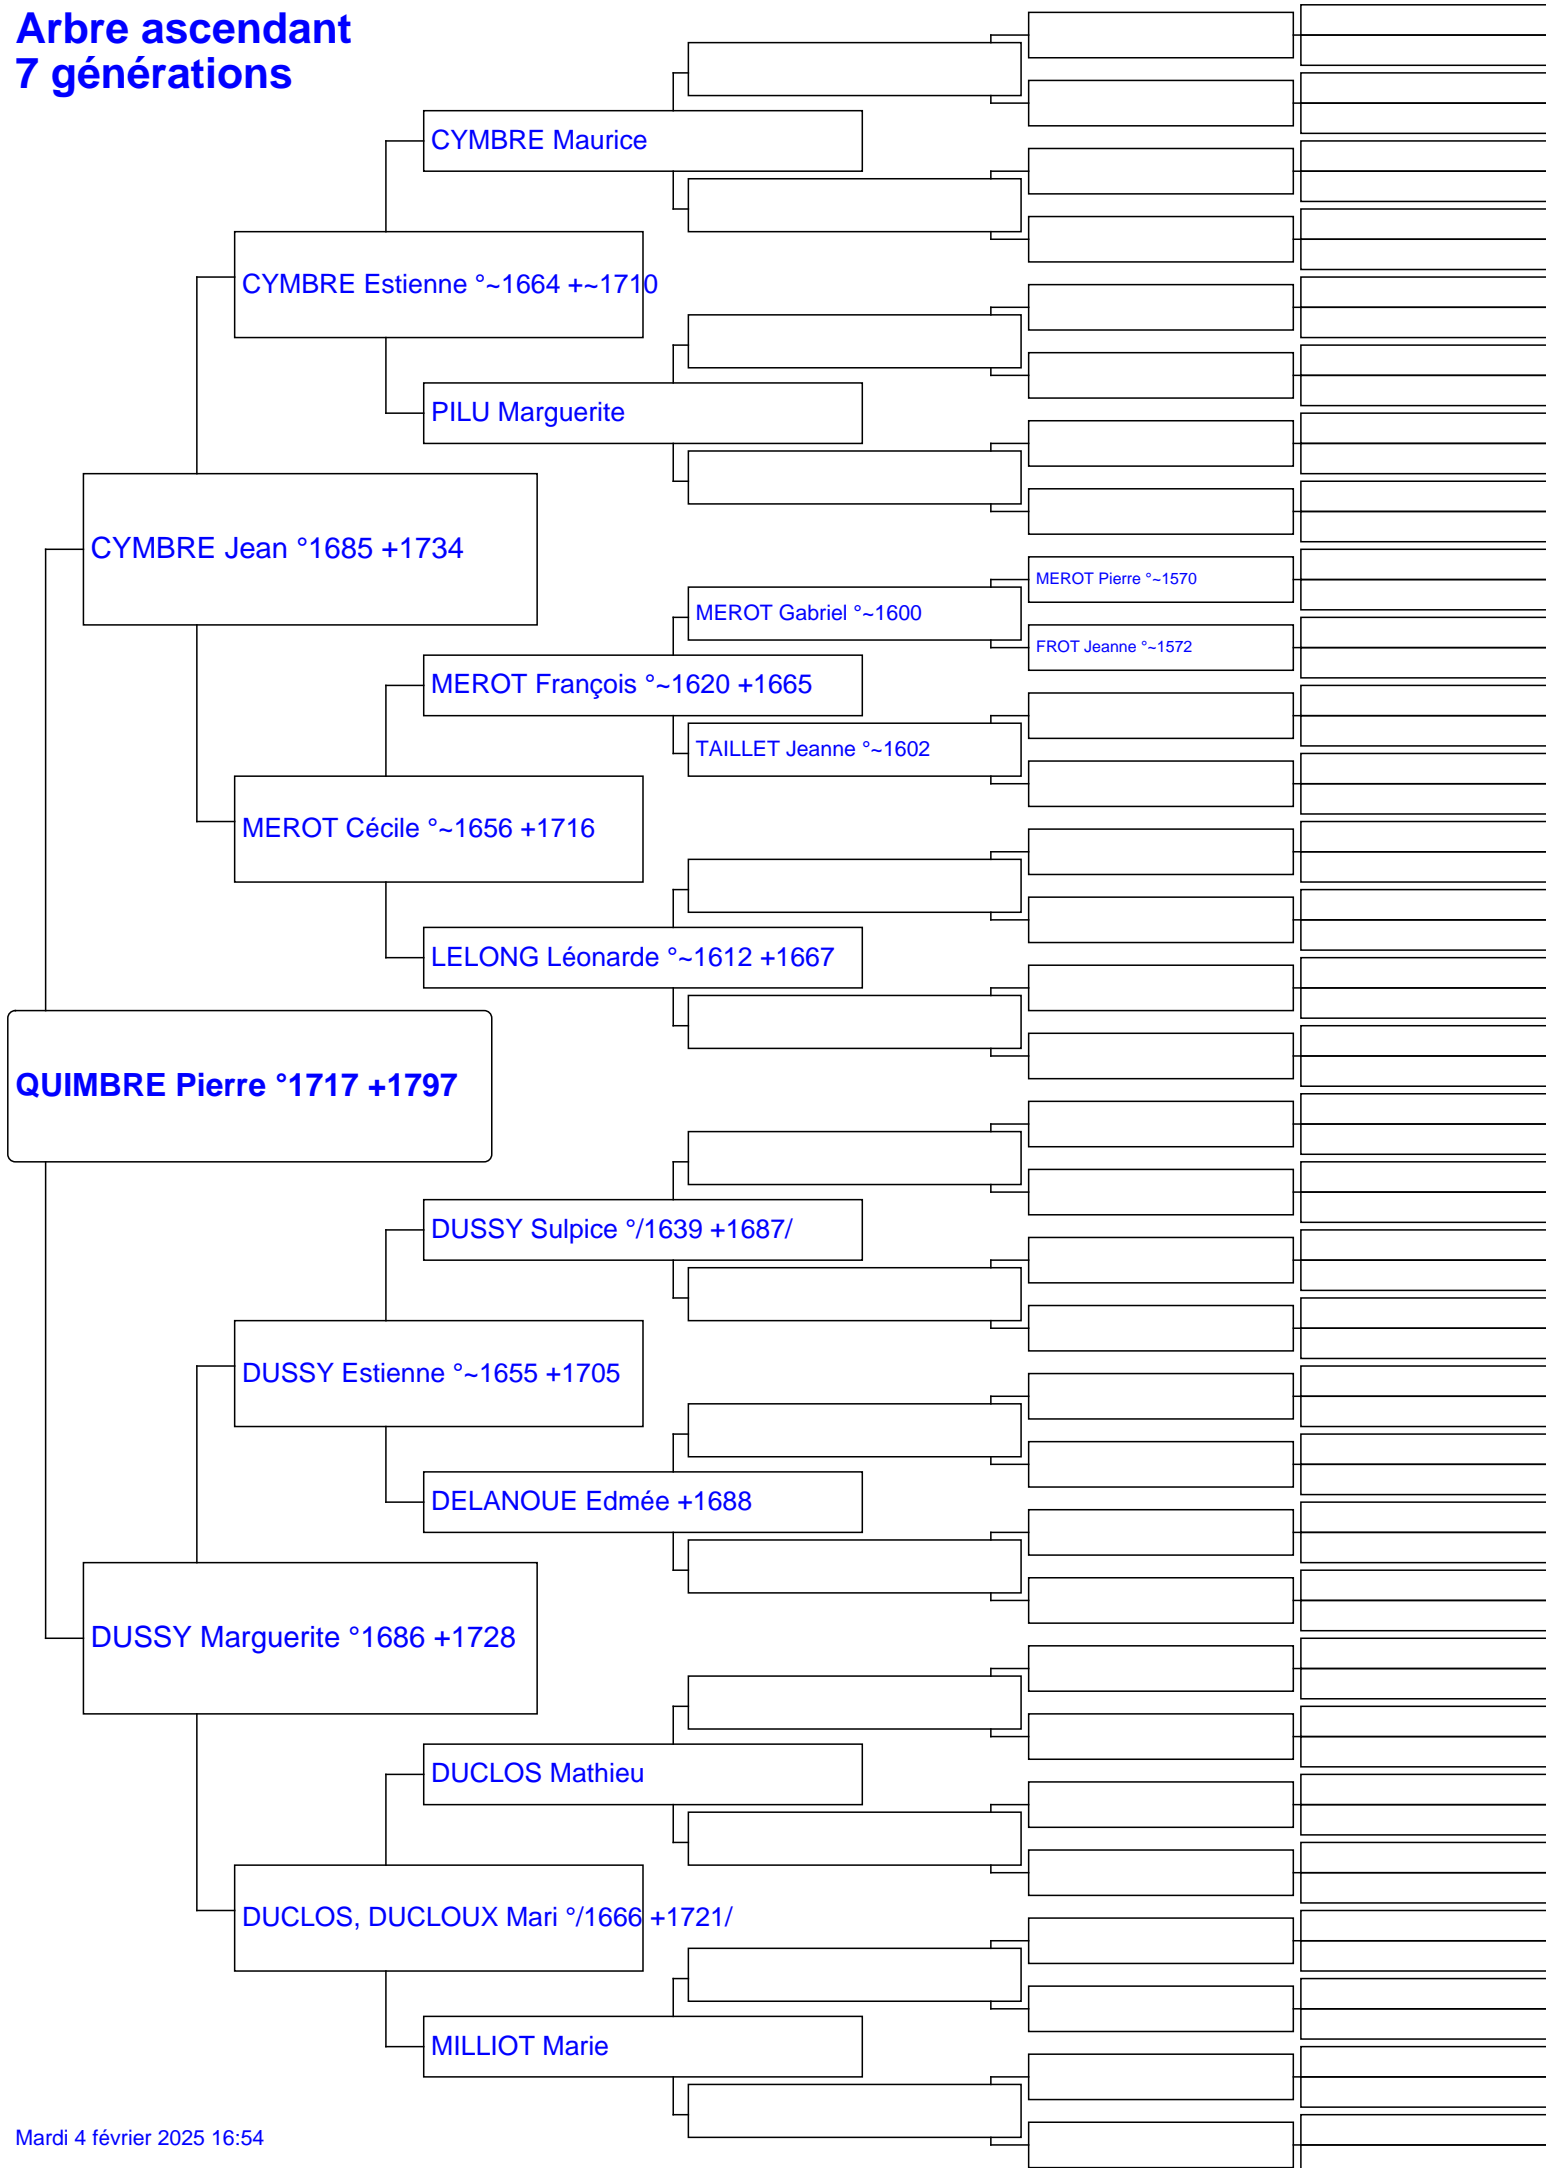 Arbre ascendant
7 générations
CYMBRE Maurice
CYMBRE Estienne °~1664 +~1710
PILU Marguerite
CYMBRE Jean °1685 +1734
MEROT Pierre °~1570
MEROT Gabriel °~1600
FROT Jeanne °~1572
MEROT François °~1620 +1665
TAILLET Jeanne °~1602
MEROT Cécile °~1656 +1716
LELONG Léonarde °~1612 +1667
QUIMBRE Pierre °1717 +1797
DUSSY Sulpice °/1639 +1687/
DUSSY Estienne °~1655 +1705
DELANOUE Edmée +1688
DUSSY Marguerite °1686 +1728
DUCLOS Mathieu
DUCLOS, DUCLOUX Mari °/1666 +1721/
MILLIOT Marie
Mardi 4 février 2025 16:54